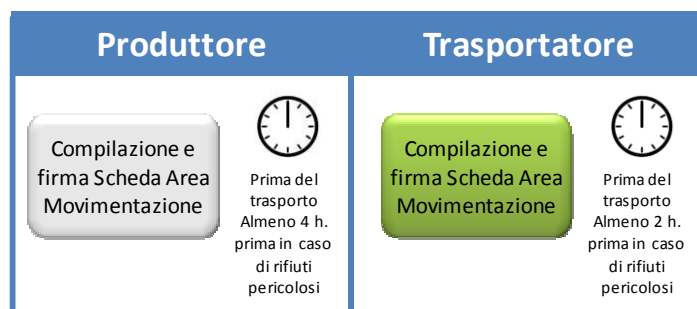 Produttore
Compilazione e
firma Scheda Area
Movimentazione
Prima del
trasporto
Almeno 4 h.
prima in caso
di rifiuti
pericolosi
Trasportatore
Compilazione e
firma Scheda Area
Movimentazione
Prima del
trasporto
Almeno 2 h.
prima in caso
di rifiuti
pericolosi